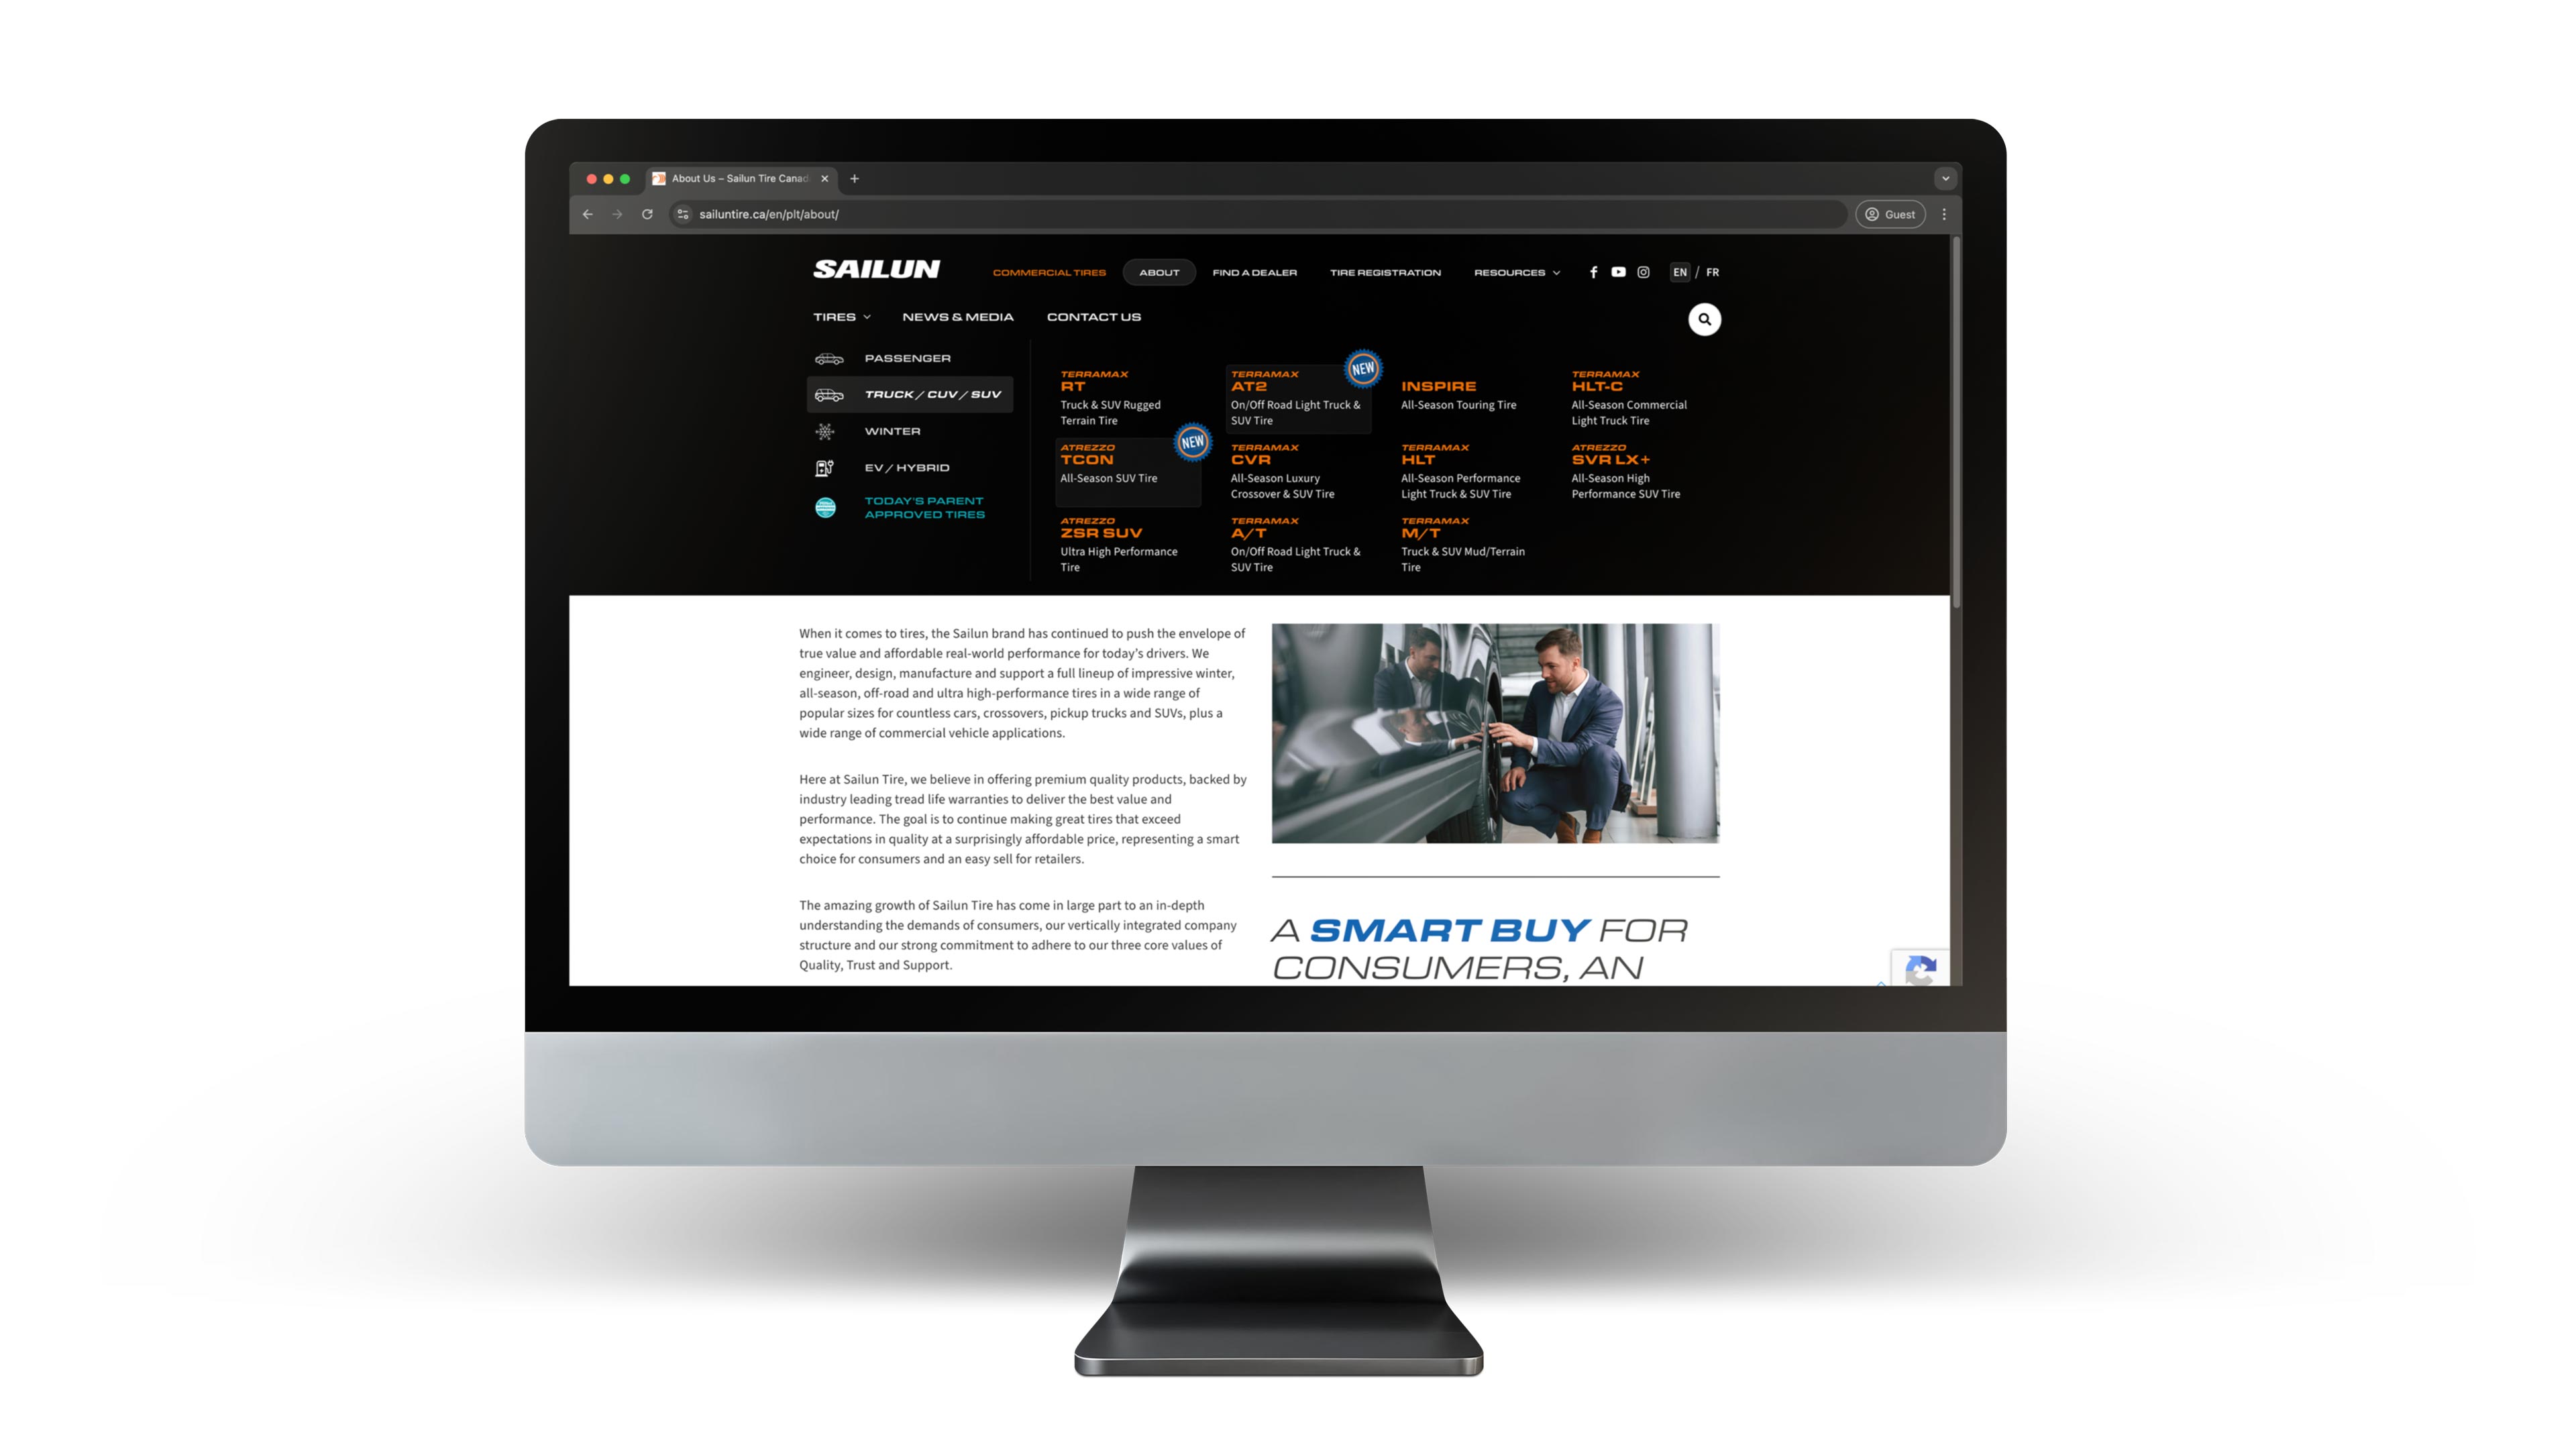 About Us – Sailun Tire Canad
sailuntire.ca/en/plt/about/
Guest
SAILUN
COMMERCIAL TIRES
ABOUT
FIND A DEALER
TIRE REGISTRATION
RESOURCES
EN / FR
TIRES
NEWS & MEDIA
CONTACT US
PASSENGER
TRUCK / CUV / SUV
WINTER
EV / HYBRID
TODAY'S PARENT
APPROVED TIRES
TERRAMAX
RT
Truck & SUV Rugged
Terrain Tire
NEW
TERRAMAX
AT2
On/Off Road Light Truck &
SUV Tire
INSPIRE
All-Season Touring Tire
TERRAMAX
HLT-C
All-Season Commercial
Light Truck Tire
NEW
ATREZZO
TCON
All-Season SUV Tire
TERRAMAX
CVR
All-Season Luxury
Crossover & SUV Tire
TERRAMAX
HLT
All-Season Performance
Light Truck & SUV Tire
ATREZZO
SVR LX+
All-Season High
Performance SUV Tire
ATREZZO
ZSR SUV
Ultra High Performance
Tire
TERRAMAX
A/T
On/Off Road Light Truck &
SUV Tire
TERRAMAX
M/T
Truck & SUV Mud/Terrain
Tire
When it comes to tires, the Sailun brand has continued to push the envelope of
true value and affordable real-world performance for today's drivers. We
engineer, design, manufacture and support a full lineup of impressive winter,
all-season, off-road and ultra high-performance tires in a wide range of
popular sizes for countless cars, crossovers, pickup trucks and SUVs, plus a
wide range of commercial vehicle applications.
Here at Sailun Tire, we believe in offering premium quality products, backed by
industry leading tread life warranties to deliver the best value and
performance. The goal is to continue making great tires that exceed
expectations in quality at a surprisingly affordable price, representing a smart
choice for consumers and an easy sell for retailers.
The amazing growth of Sailun Tire has come in large part to an in-depth
understanding the demands of consumers, our vertically integrated company
structure and our strong commitment to adhere to our three core values of
Quality, Trust and Support.
A SMART BUY FOR
CONSUMERS, AN